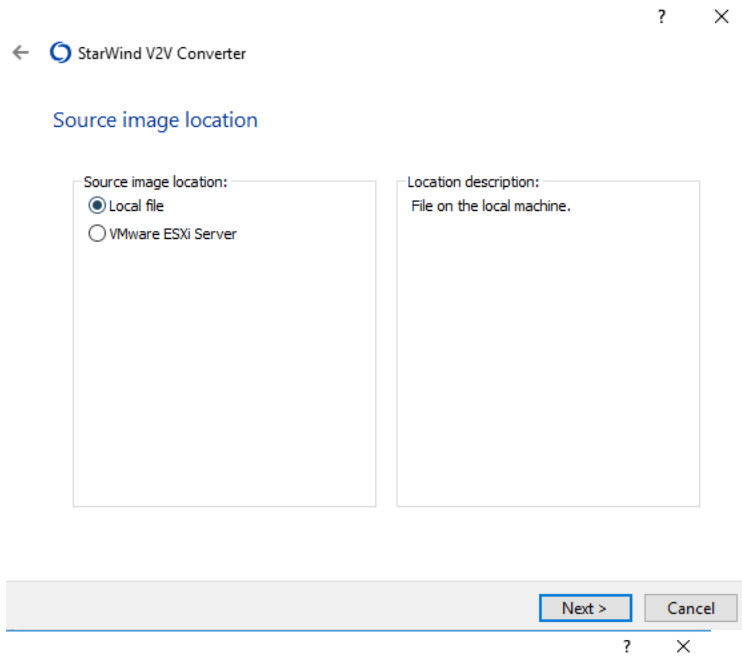 ?
StarWind V2V Converter
Source image location
Source image location:
Local file
VMware ESXi Server
Location description:
File on the local machine.
Next >
Cancel
?